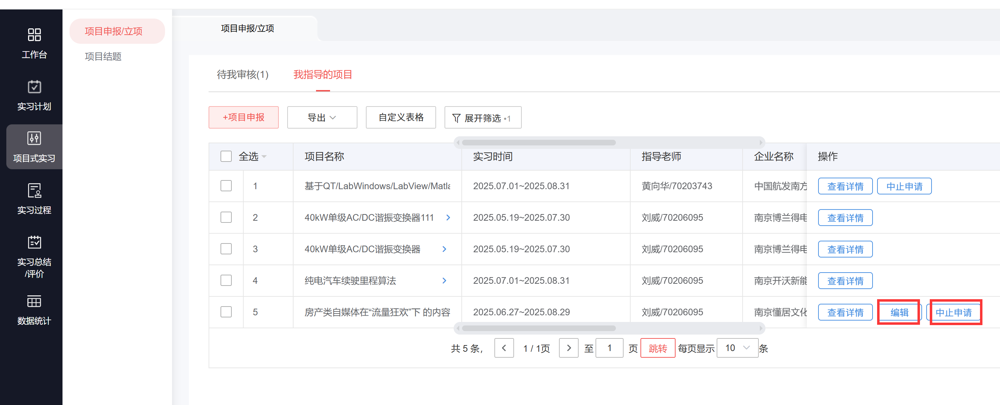 工作台
实习计划
项目式实习
实习过程
实习总结
/评价
数据统计
项目申报/立项
项目结题
项目申报/立项
待我审核(1) 我指导的项目
+项目申报 导出 自定义表格 展开筛选 •1
全选 项目名称 实习时间 指导老师 企业名称 操作
1 基于QT/LabWindows/LabView/Matla 2025.07.01~2025.08.31 黄向华/70203743 中国航发南方 查看详情 中止申请
2 40kW单级AC/DC谐振变换器111 2025.05.19~2025.07.30 刘威/70206095 南京博兰得电 查看详情
3 40kW单级AC/DC谐振变换器 2025.05.19~2025.07.30 刘威/70206095 南京博兰得电 查看详情
4 纯电汽车续驶里程算法 2025.07.01~2025.08.31 刘威/70206095 南京开沃新能 查看详情
5 房产类自媒体在“流量狂欢”下 的内容 2025.06.27~2025.08.29 刘威/70206095 南京懂居文化 查看详情 编辑 中止申请
共 5 条, 1 / 1页 至 1 页 跳转 每页显示 10 条